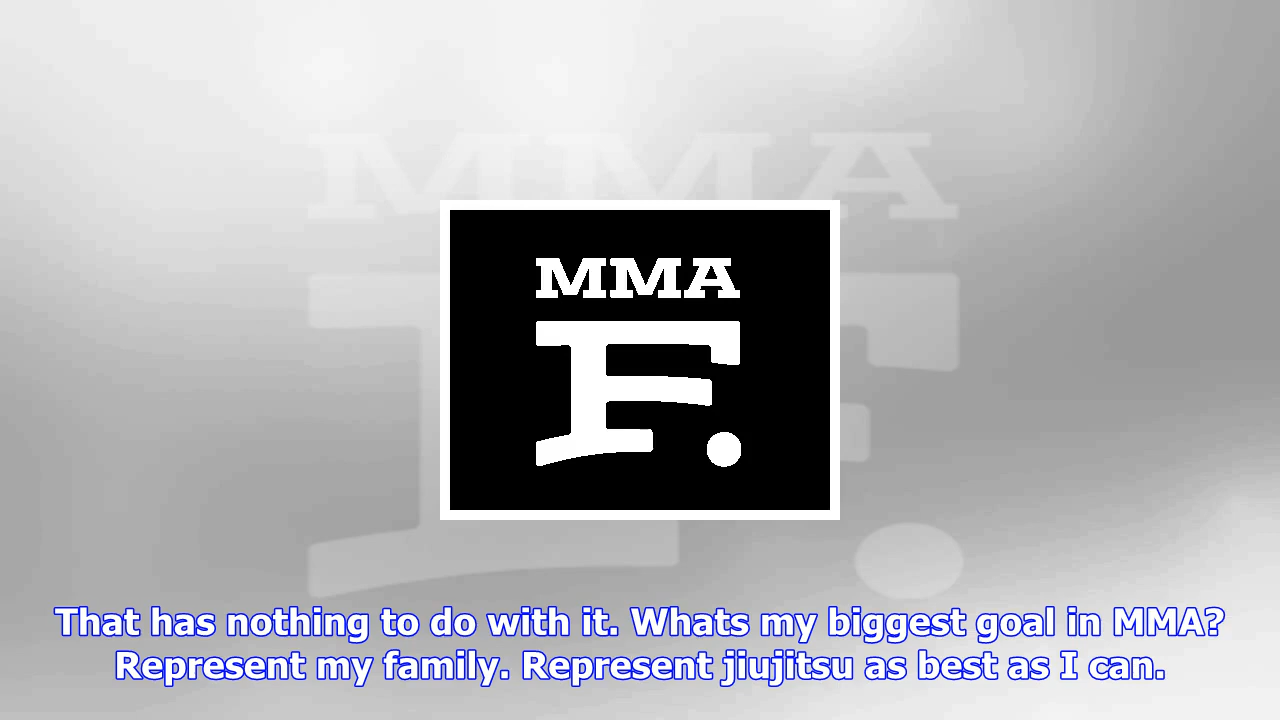 MMA
MMA
F.
That has nothing to do with it. Whats my biggest goal in MMA?
Represent my family. Represent jiujitsu as best as I can.